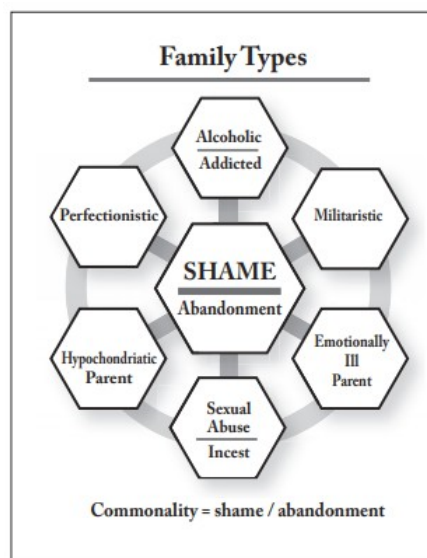 Family Types
Alcoholic
Addicted
Perfectionistic
Militaristic
SHAME
Abandonment
Hypochondriatic
Parent
Emotionally
Ill
Parent
Sexual
Abuse
Incest
Commonality = shame / abandonment